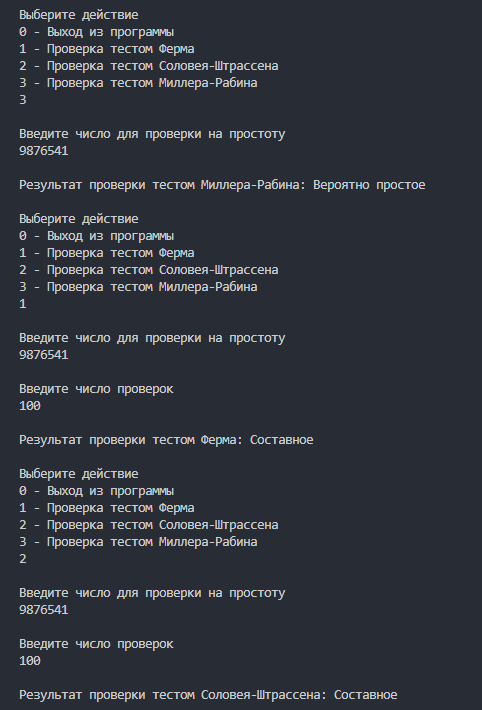 Выберите действие
0 - Выход из программы
1 - Проверка тестом Ферма
2 - Проверка тестом Соловея-Штрассена
3 - Проверка тестом Миллера-Рабина
3
Введите число для проверки на простоту
9876541
Результат проверки тестом Миллера-Рабина: Вероятно простое
Выберите действие
0 - Выход из программы
1 - Проверка тестом Ферма
2 - Проверка тестом Соловея-Штрассена
3 - Проверка тестом Миллера-Рабина
1
Введите число для проверки на простоту
9876541
Введите число проверок
100
Результат проверки тестом Ферма: Составное
Выберите действие
0 - Выход из программы
1 - Проверка тестом Ферма
2 - Проверка тестом Соловея-Штрассена
3 - Проверка тестом Миллера-Рабина
2
Введите число для проверки на простоту
9876541
Введите число проверок
100
Результат проверки тестом Соловея-Штрассена: Составное